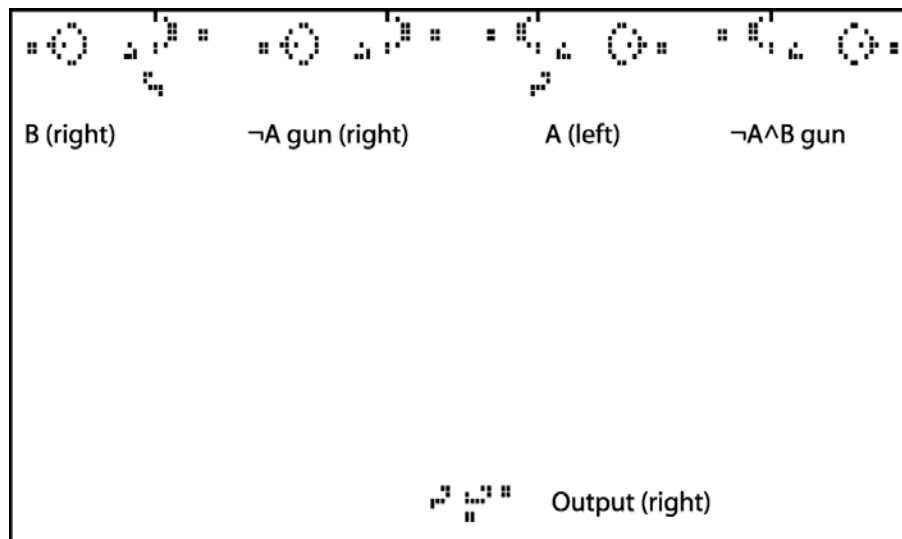 B (right)
¬A gun (right)
A (left)
¬A^B gun
Output (right)